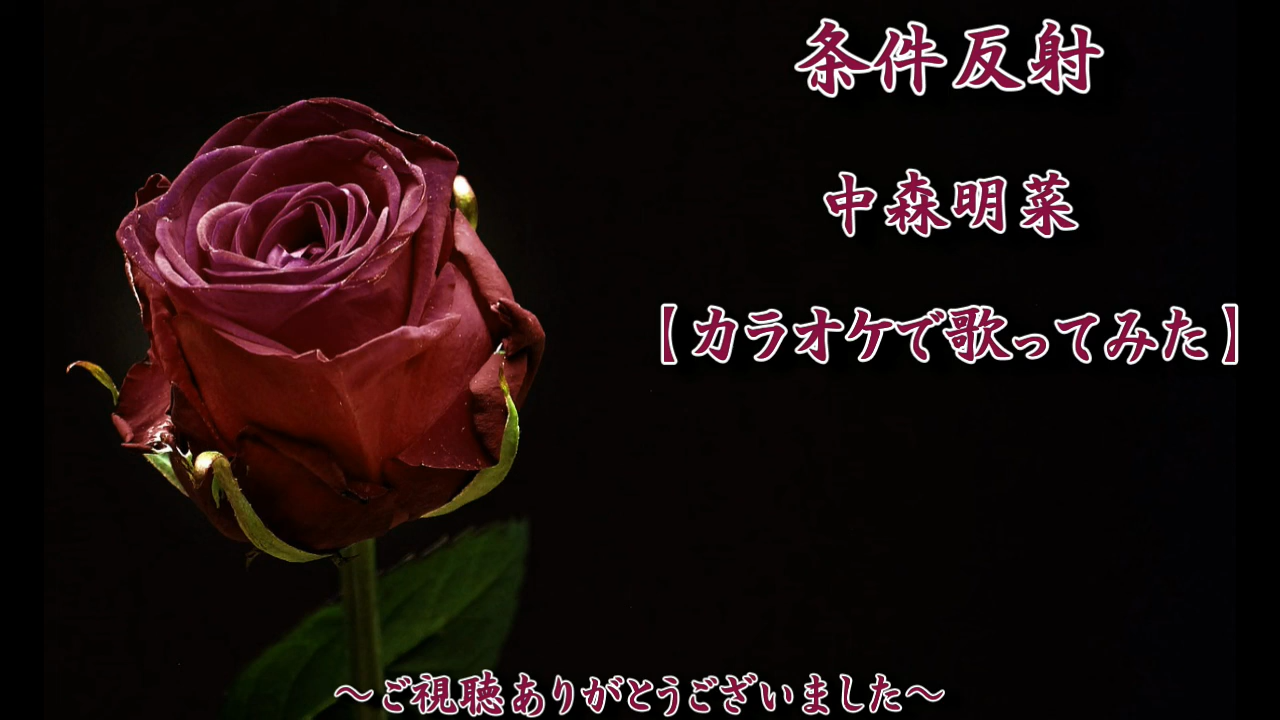 条件反射
中森明菜
【カラオケで歌ってみた】
～ご視聴ありがとうございました～